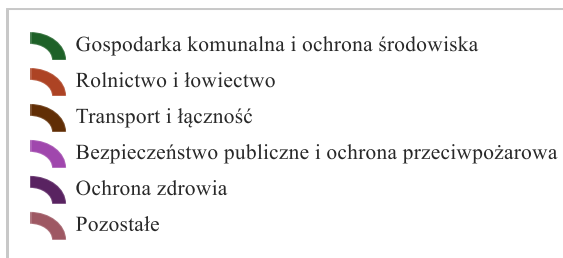 Gospodarka komunalna i ochrona środowiska
Rolnictwo i łowiectwo
Transport i łączność
Bezpieczeństwo publiczne i ochrona przeciwpożarowa
Ochrona zdrowia
Pozostałe